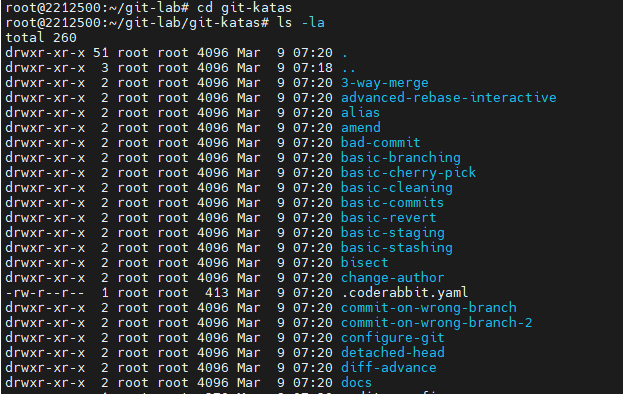 root@2212500:~/git-lab# cd git-katas
root@2212500:~/git-lab/git-katas# ls -la
total 260
drwxr-xr-x 51 root root 4096 Mar  9 07:20 .
drwxr-xr-x  3 root root 4096 Mar  9 07:18 ..
drwxr-xr-x  2 root root 4096 Mar  9 07:20 3-way-merge
drwxr-xr-x  2 root root 4096 Mar  9 07:20 advanced-rebase-interactive
drwxr-xr-x  2 root root 4096 Mar  9 07:20 alias
drwxr-xr-x  2 root root 4096 Mar  9 07:20 amend
drwxr-xr-x  2 root root 4096 Mar  9 07:20 bad-commit
drwxr-xr-x  2 root root 4096 Mar  9 07:20 basic-branching
drwxr-xr-x  2 root root 4096 Mar  9 07:20 basic-cherry-pick
drwxr-xr-x  2 root root 4096 Mar  9 07:20 basic-cleaning
drwxr-xr-x  2 root root 4096 Mar  9 07:20 basic-commits
drwxr-xr-x  2 root root 4096 Mar  9 07:20 basic-revert
drwxr-xr-x  2 root root 4096 Mar  9 07:20 basic-staging
drwxr-xr-x  2 root root 4096 Mar  9 07:20 basic-stashing
drwxr-xr-x  2 root root 4096 Mar  9 07:20 bisect
drwxr-xr-x  2 root root 4096 Mar  9 07:20 change-author
-rw-r--r--  1 root root  413 Mar  9 07:20 .coderabbit.yaml
drwxr-xr-x  2 root root 4096 Mar  9 07:20 commit-on-wrong-branch
drwxr-xr-x  2 root root 4096 Mar  9 07:20 commit-on-wrong-branch-2
drwxr-xr-x  2 root root 4096 Mar  9 07:20 configure-git
drwxr-xr-x  2 root root 4096 Mar  9 07:20 detached-head
drwxr-xr-x  2 root root 4096 Mar  9 07:20 diff-advance
drwxr-xr-x  2 root root 4096 Mar  9 07:20 docs